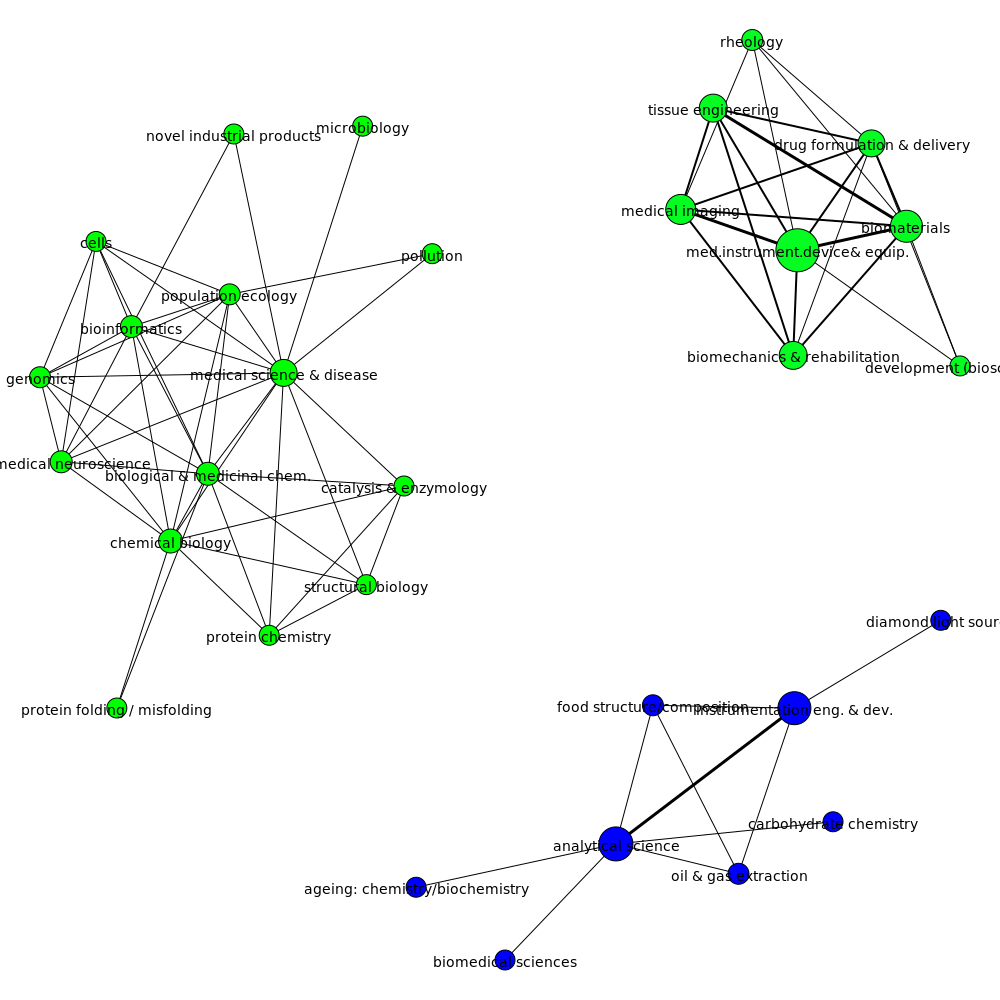 rheology
tissue engineering
novel industrial products
microbiology
drug formulation & delivery
medical imaging
biomaterials
cells
pollution
med.instrument.device& equip.
population ecology
bioinformatics
biomechanics & rehabilitation
development (biosc
genomics
medical science & disease
medical neuroscience
biological & medicinal chem.
catalysis & enzymology
chemical biology
structural biology
protein chemistry
diamond light sour
protein folding / misfolding
food structure/composition
instrumentation eng. & dev.
carbohydrate chemistry
analytical science
oil & gas extraction
ageing: chemistry/biochemistry
biomedical sciences